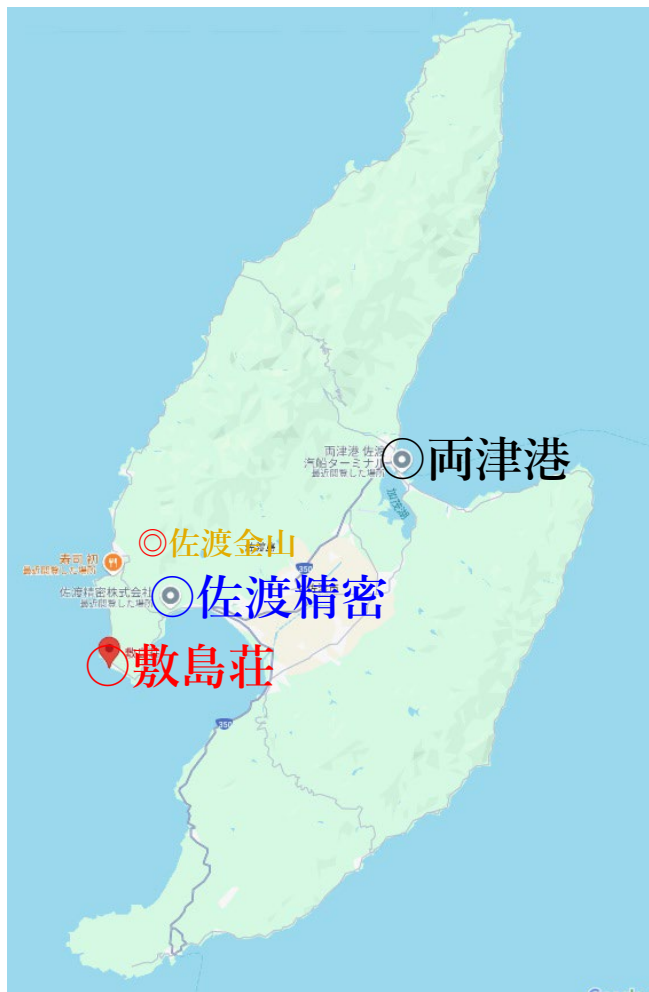 両津港 佐渡
汽船ターミナル
最近閲覧した場所
○両津港
加茂湖
◎佐渡金山
寿司 初
最近閲覧した場所
350
佐渡精密株式会社
最近閲覧した場所
○佐渡精密
○敷島荘
350